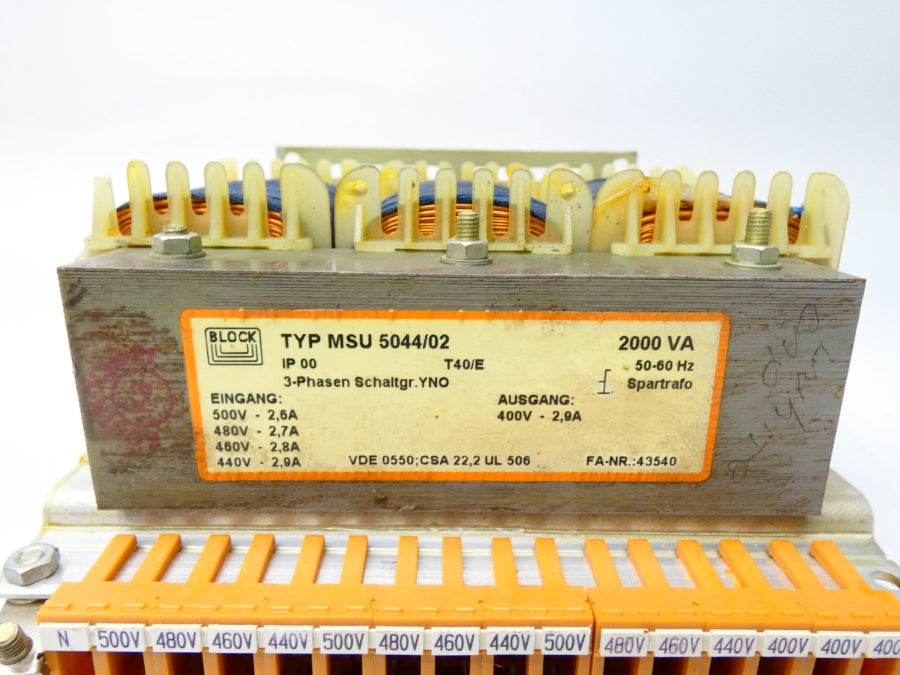 BLOCK
TYP MSU 5044/02
2000 VA
IP 00
T40/E
50-60 Hz
3-Phasen Schaltgr.YNO
Spartrafo
EINGANG:
AUSGANG:
500V - 2,6A
400V - 2,9A
480V - 2,7A
460V - 2,8A
440V - 2,9A
VDE 0550;CSA 22,2 UL 506
FA-NR.:43540
N 500V 480V 460V 440V 500V 480V 460V 440V 500V 480V 460V 440V 400V 400V 400